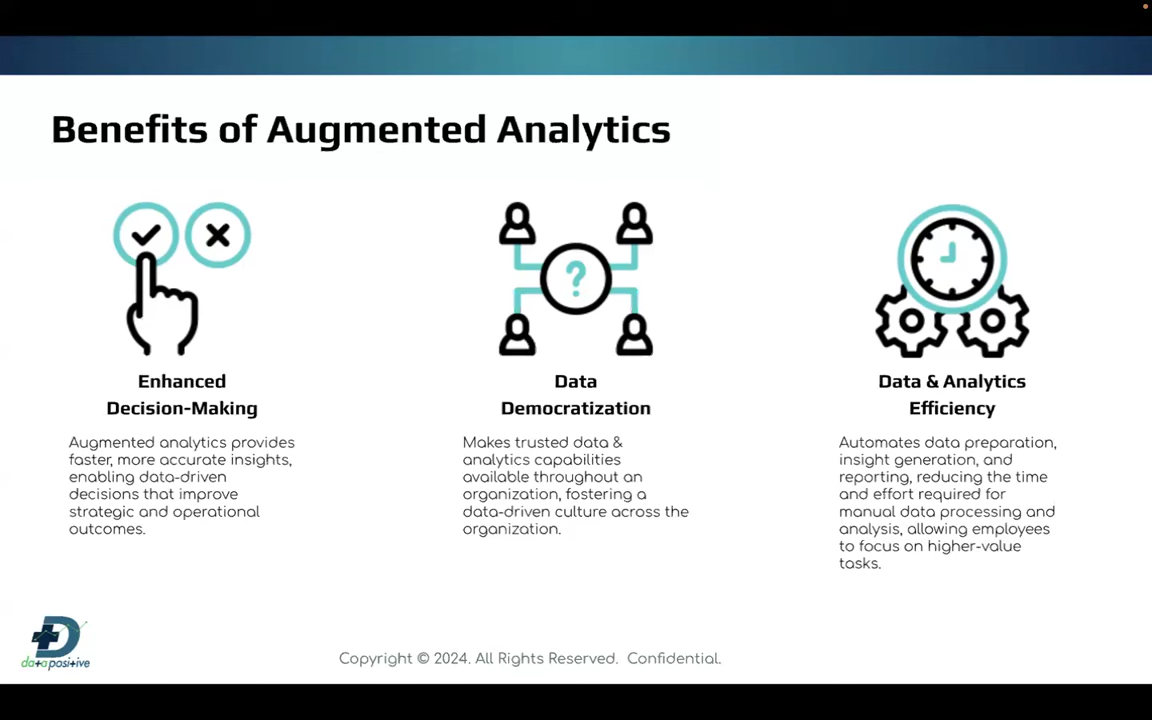 Benefits of Augmented Analytics
Enhanced
Decision-Making
Augmented analytics provides
faster, more accurate insights,
enabling data-driven
decisions that improve
strategic and operational
outcomes.
?
Data
Democratization
Makes trusted data &
analytics capabilities
available throughout an
organization, fostering a
data-driven culture across the
organization.
Data & Analytics
Efficiency
Automates data preparation,
insight generation, and
reporting, reducing the time
and effort required for
manual data processing and
analysis, allowing employees
to focus on higher-value
tasks.
D
data positive
Copyright © 2024. All Rights Reserved. Confidential.